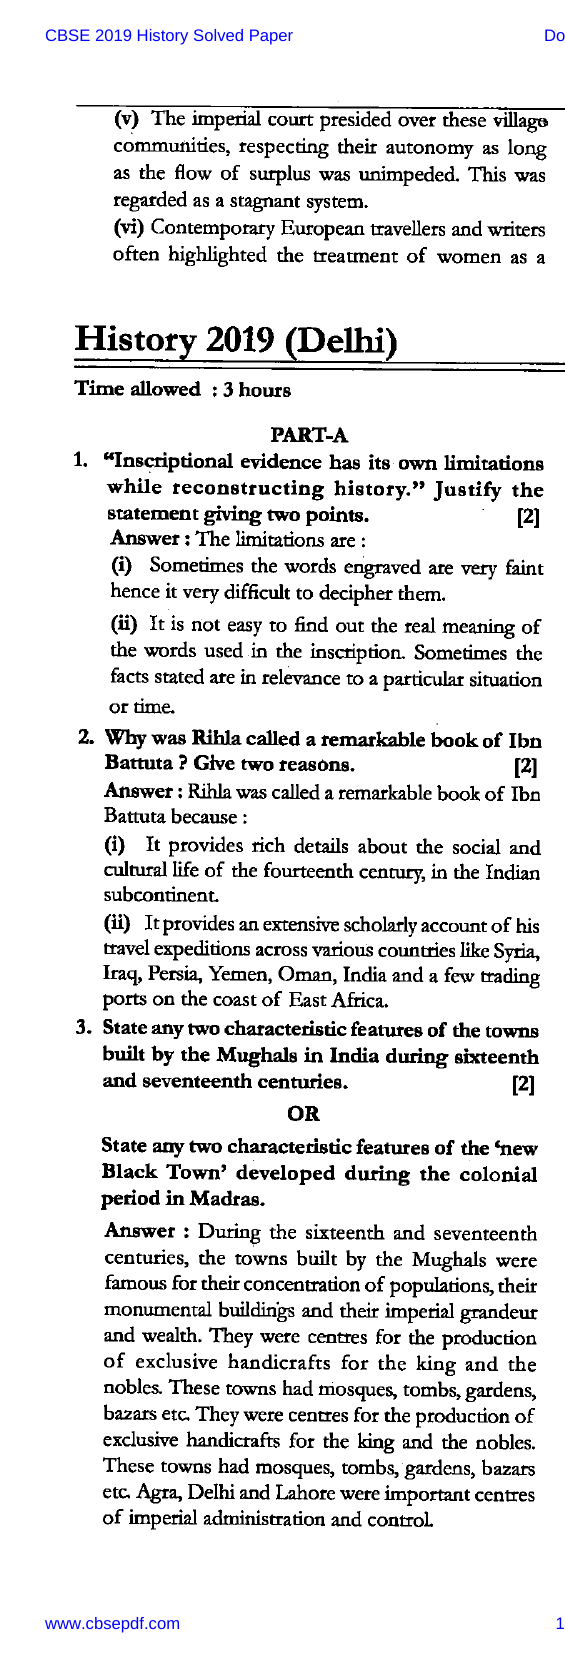 CBSE 2019 History Solved Paper
Do
(v) The imperial court presided over these village
communities, respecting their autonomy as long
as the flow of surplus was unimpeded. This was
regarded as a stagnant system.
(vi) Contemporary European travellers and writers
often highlighted the treatment of women as a
History 2019 (Delhi)
Time allowed : 3 hours
PART-A
1. “Inscriptional evidence has its own limitations
while reconstructing history.” Justify the
statement giving two points. [2]
Answer : The limitations are :
(i) Sometimes the words engraved are very faint
hence it very difficult to decipher them.
(ii) It is not easy to find out the real meaning of
the words used in the inscription. Sometimes the
facts stated are in relevance to a particular situation
or time.
2. Why was Rihla called a remarkable book of Ibn
Battuta ? Give two reasons. [2]
Answer : Rihla was called a remarkable book of Ibn
Battuta because :
(i) It provides rich details about the social and
cultural life of the fourteenth century, in the Indian
subcontinent.
(ii) It provides an extensive scholarly account of his
travel expeditions across various countries like Syria,
Iraq, Persia, Yemen, Oman, India and a few trading
ports on the coast of East Africa.
3. State any two characteristic features of the towns
built by the Mughals in India during sixteenth
and seventeenth centuries. [2]
OR
State any two characteristic features of the ‘new
Black Town’ developed during the colonial
period in Madras.
Answer : During the sixteenth and seventeenth
centuries, the towns built by the Mughals were
famous for their concentration of populations, their
monumental buildings and their imperial grandeur
and wealth. They were centres for the production
of exclusive handicrafts for the king and the
nobles. These towns had mosques, tombs, gardens,
bazars etc. They were centres for the production of
exclusive handicrafts for the king and the nobles.
These towns had mosques, tombs, gardens, bazars
etc. Agra, Delhi and Lahore were important centres
of imperial administration and control.
www.cbsepdf.com
1